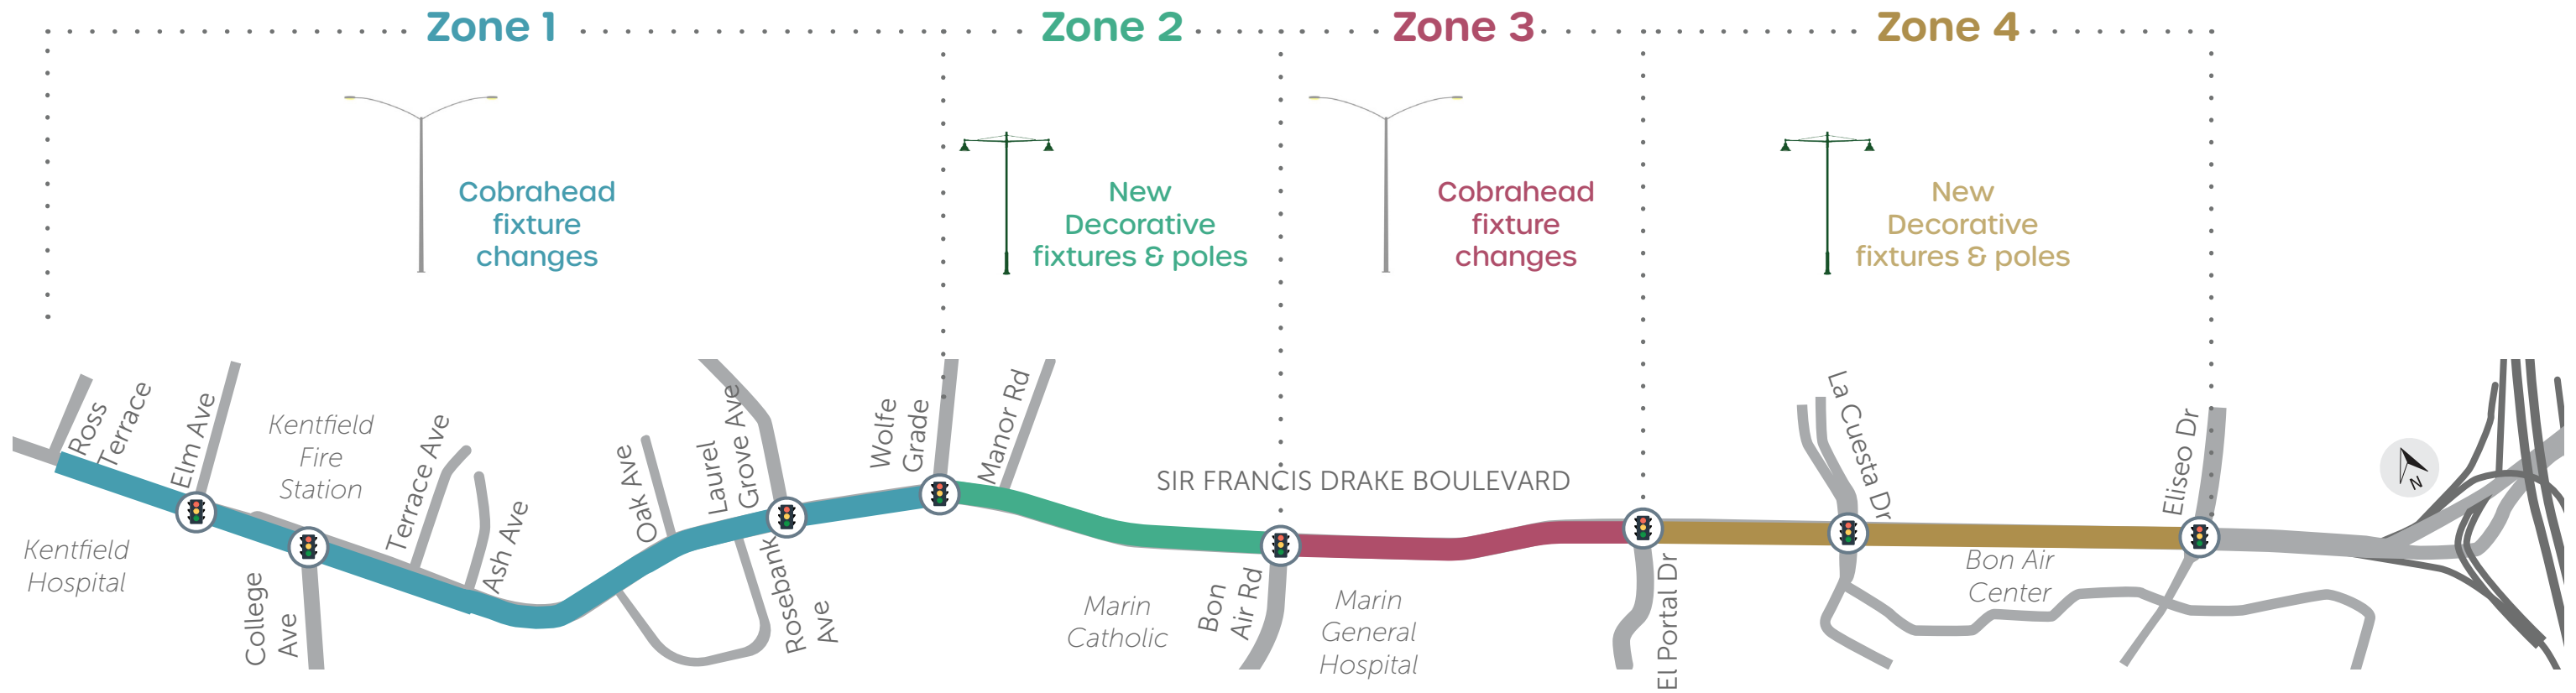 Zone 1
Zone 2
Zone 3
Zone 4
Cobrahead
fixture
changes
New
Decorative
fixtures & poles
Cobrahead
fixture
changes
New
Decorative
fixtures & poles
Ross
Terrace
Elm Ave
Kentfield
Fire
Station
Terrace Ave
Ash Ave
Oak Ave
Laurel
Grove Ave
Wolfe
Grade
Manor Rd
SIR FRANCIS DRAKE BOULEVARD
La Cuesta Dr
Eliseo Dr
N
Kentfield
Hospital
College
Ave
Rosebank
Ave
Marin
Catholic
Bon
Air Rd
Marin
General
Hospital
El Portal Dr
Bon Air
Center